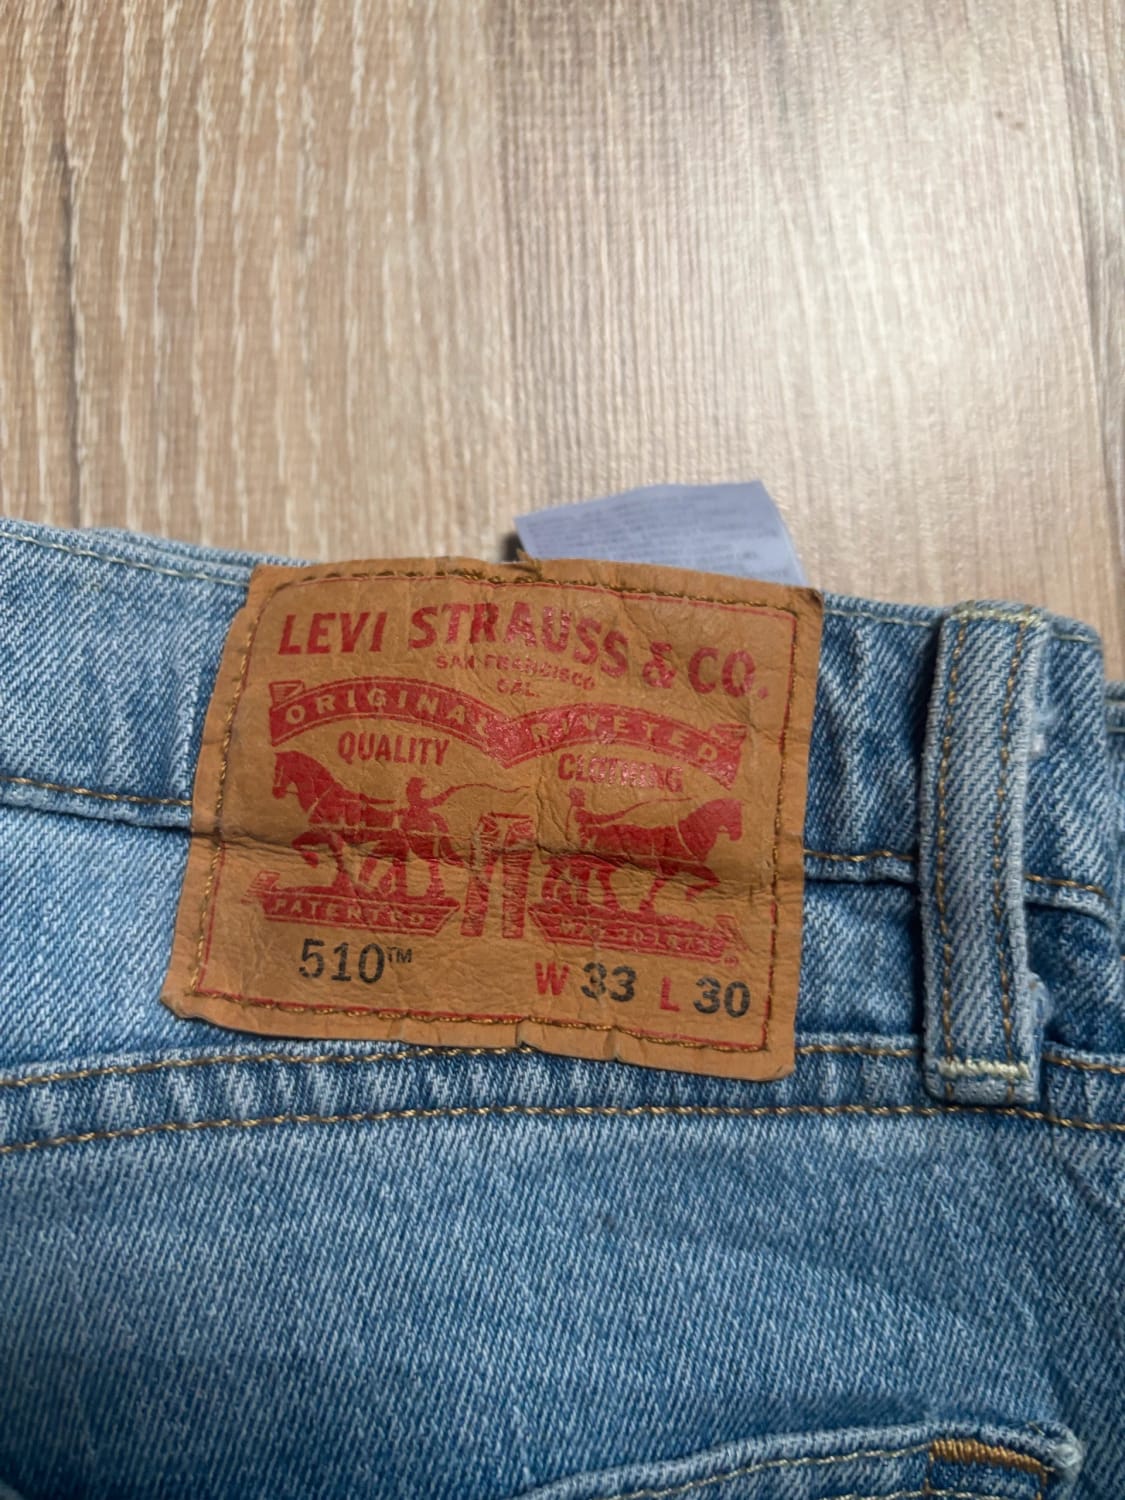 LEVI STRAUSS & CO.
SAN FRANCISCO
CAL.
ORIGINAL RIVETED
QUALITY CLOTHING
PATENTED
510™ W 33 L 30